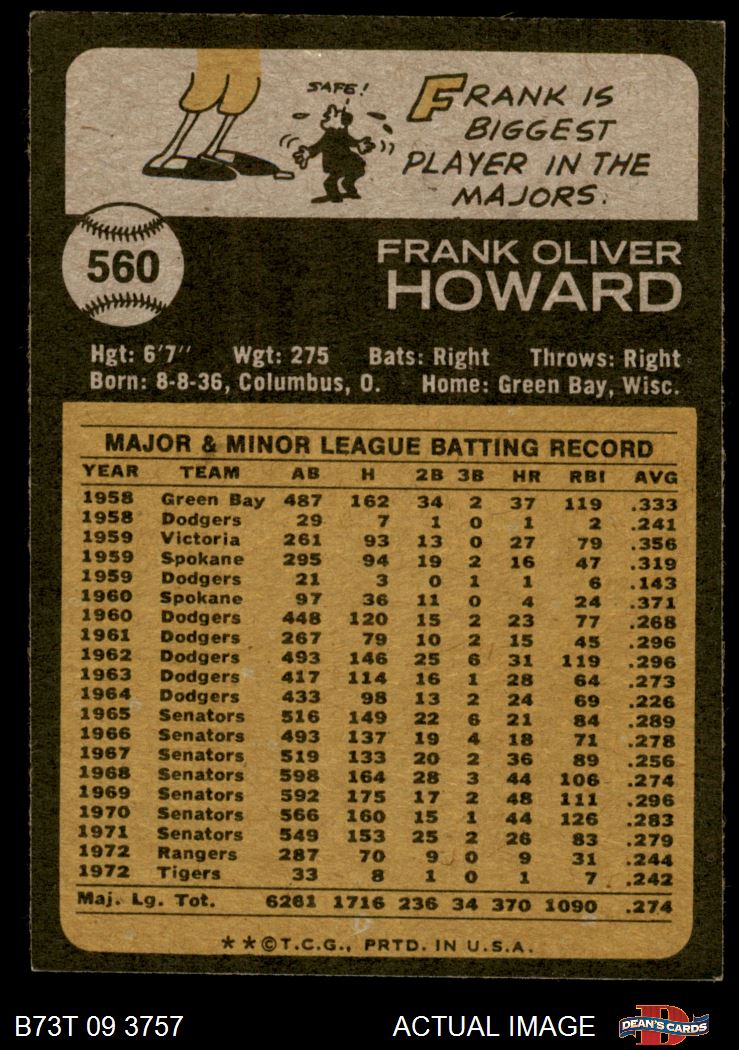 SAFE!
FRANK IS
BIGGEST
PLAYER IN THE
MAJORS.
560
FRANK OLIVER
HOWARD
Hgt: 6'7" Wgt: 275 Bats: Right Throws: Right
Born: 8-8-36, Columbus, O. Home: Green Bay, Wisc.
MAJOR & MINOR LEAGUE BATTING RECORD
YEAR TEAM AB H 2B 3B HR RBI AVG
1958 Green Bay 487 162 34 2 37 119 .333
1958 Dodgers 29 7 1 0 1 2 .241
1959 Victoria 261 93 13 0 27 79 .356
1959 Spokane 295 94 19 2 16 47 .319
1959 Dodgers 21 3 0 1 1 6 .143
1960 Spokane 97 36 11 0 4 24 .371
1960 Dodgers 448 120 15 2 23 77 .268
1961 Dodgers 267 79 10 2 15 45 .296
1962 Dodgers 493 146 25 6 31 119 .296
1963 Dodgers 417 114 16 1 28 64 .273
1964 Dodgers 433 98 13 2 24 69 .226
1965 Senators 516 149 22 6 21 84 .289
1966 Senators 493 137 19 4 18 71 .278
1967 Senators 519 133 20 2 36 89 .256
1968 Senators 598 164 28 3 44 106 .274
1969 Senators 592 175 17 2 48 111 .296
1970 Senators 566 160 15 1 44 126 .283
1971 Senators 549 153 25 2 26 83 .279
1972 Rangers 287 70 9 0 9 31 .244
1972 Tigers 33 8 1 0 1 7 .242
Maj. Lg. Tot. 6261 1716 236 34 370 1090 .274
* * © T.C.G., PRTD. IN U.S.A.
B73T 09 3757 ACTUAL IMAGE D
DEAN'S CARDS